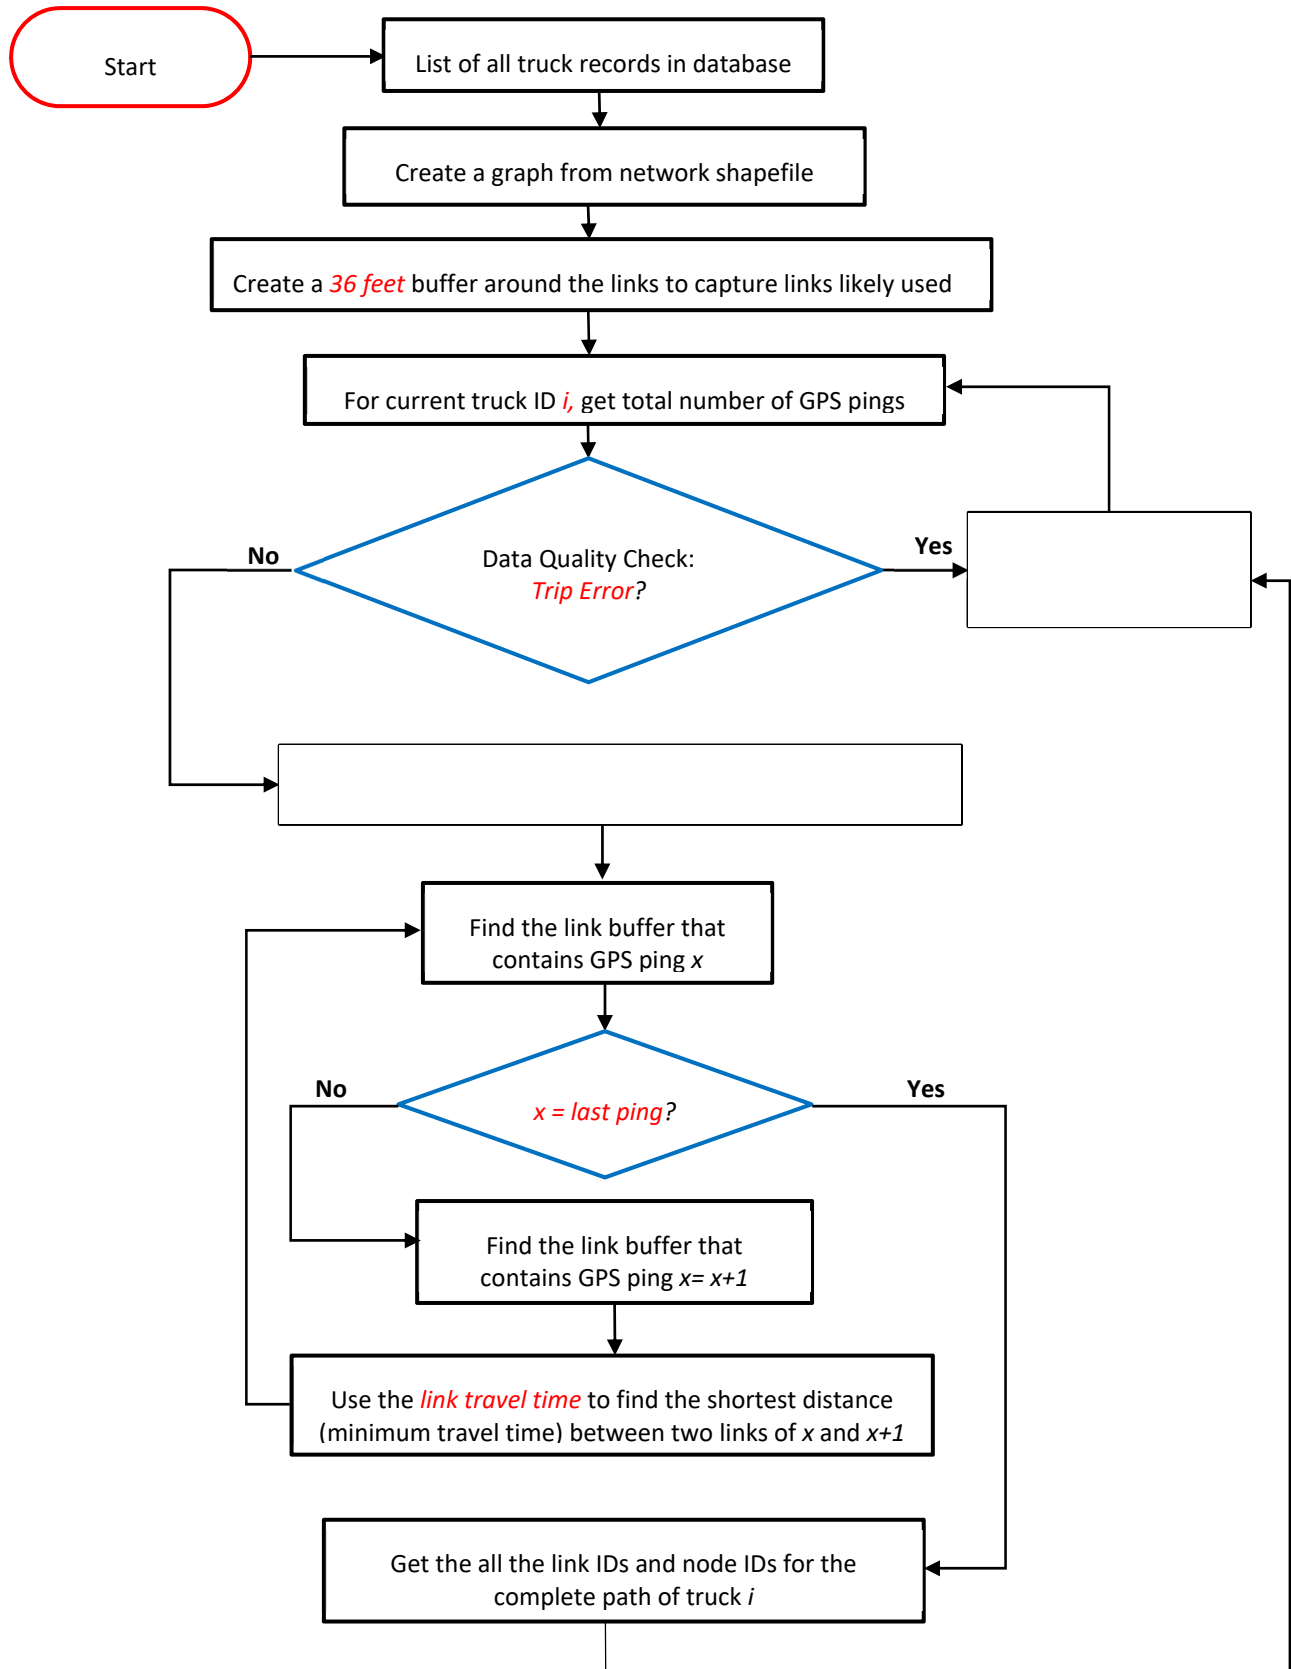 Start
List of all truck records in database
Create a graph from network shapefile
Create a 36 feet buffer around the links to capture links likely used
For current truck ID i, get total number of GPS pings
No
Data Quality Check:
Trip Error?
Yes
Find the link buffer that
contains GPS ping x
No
x = last ping?
Yes
Find the link buffer that
contains GPS ping x= x+1
Use the link travel time to find the shortest distance
(minimum travel time) between two links of x and x+1
Get the all the link IDs and node IDs for the
complete path of truck i